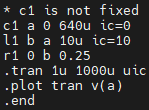 * c1 is not fixed
c1 a 0 640u ic=0
l1 b a 10u ic=10
r1 0 b 0.25
.tran 1u 1000u uic
.plot tran v(a)
.end